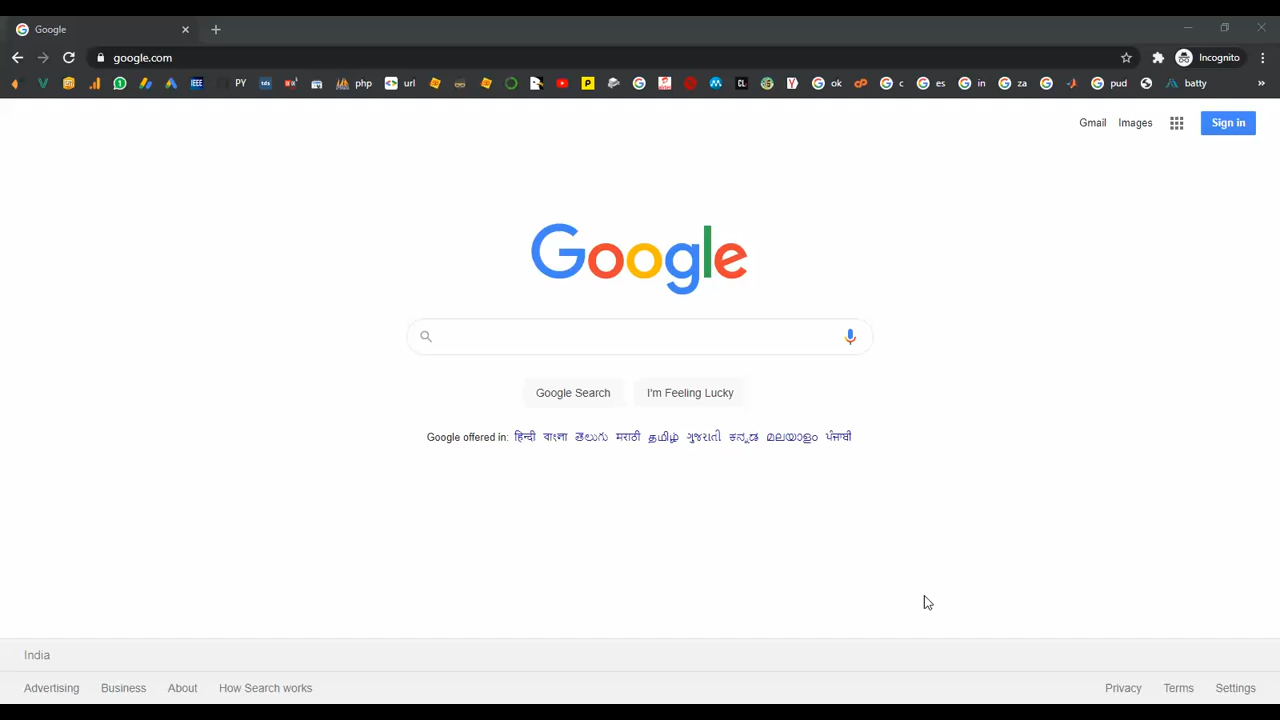 Google
google.com
Incognito
PY php url ok c es in za pud batty »
Gmail Images Sign in
Google
Google Search I'm Feeling Lucky
Google offered in: हिन्दी বাংলা తెలుగు मराठी தமிழ் ગુજરાતી ಕನ್ನಡ മലയാളം ਪੰਜਾਬੀ
India
Advertising Business About How Search works Privacy Terms Settings